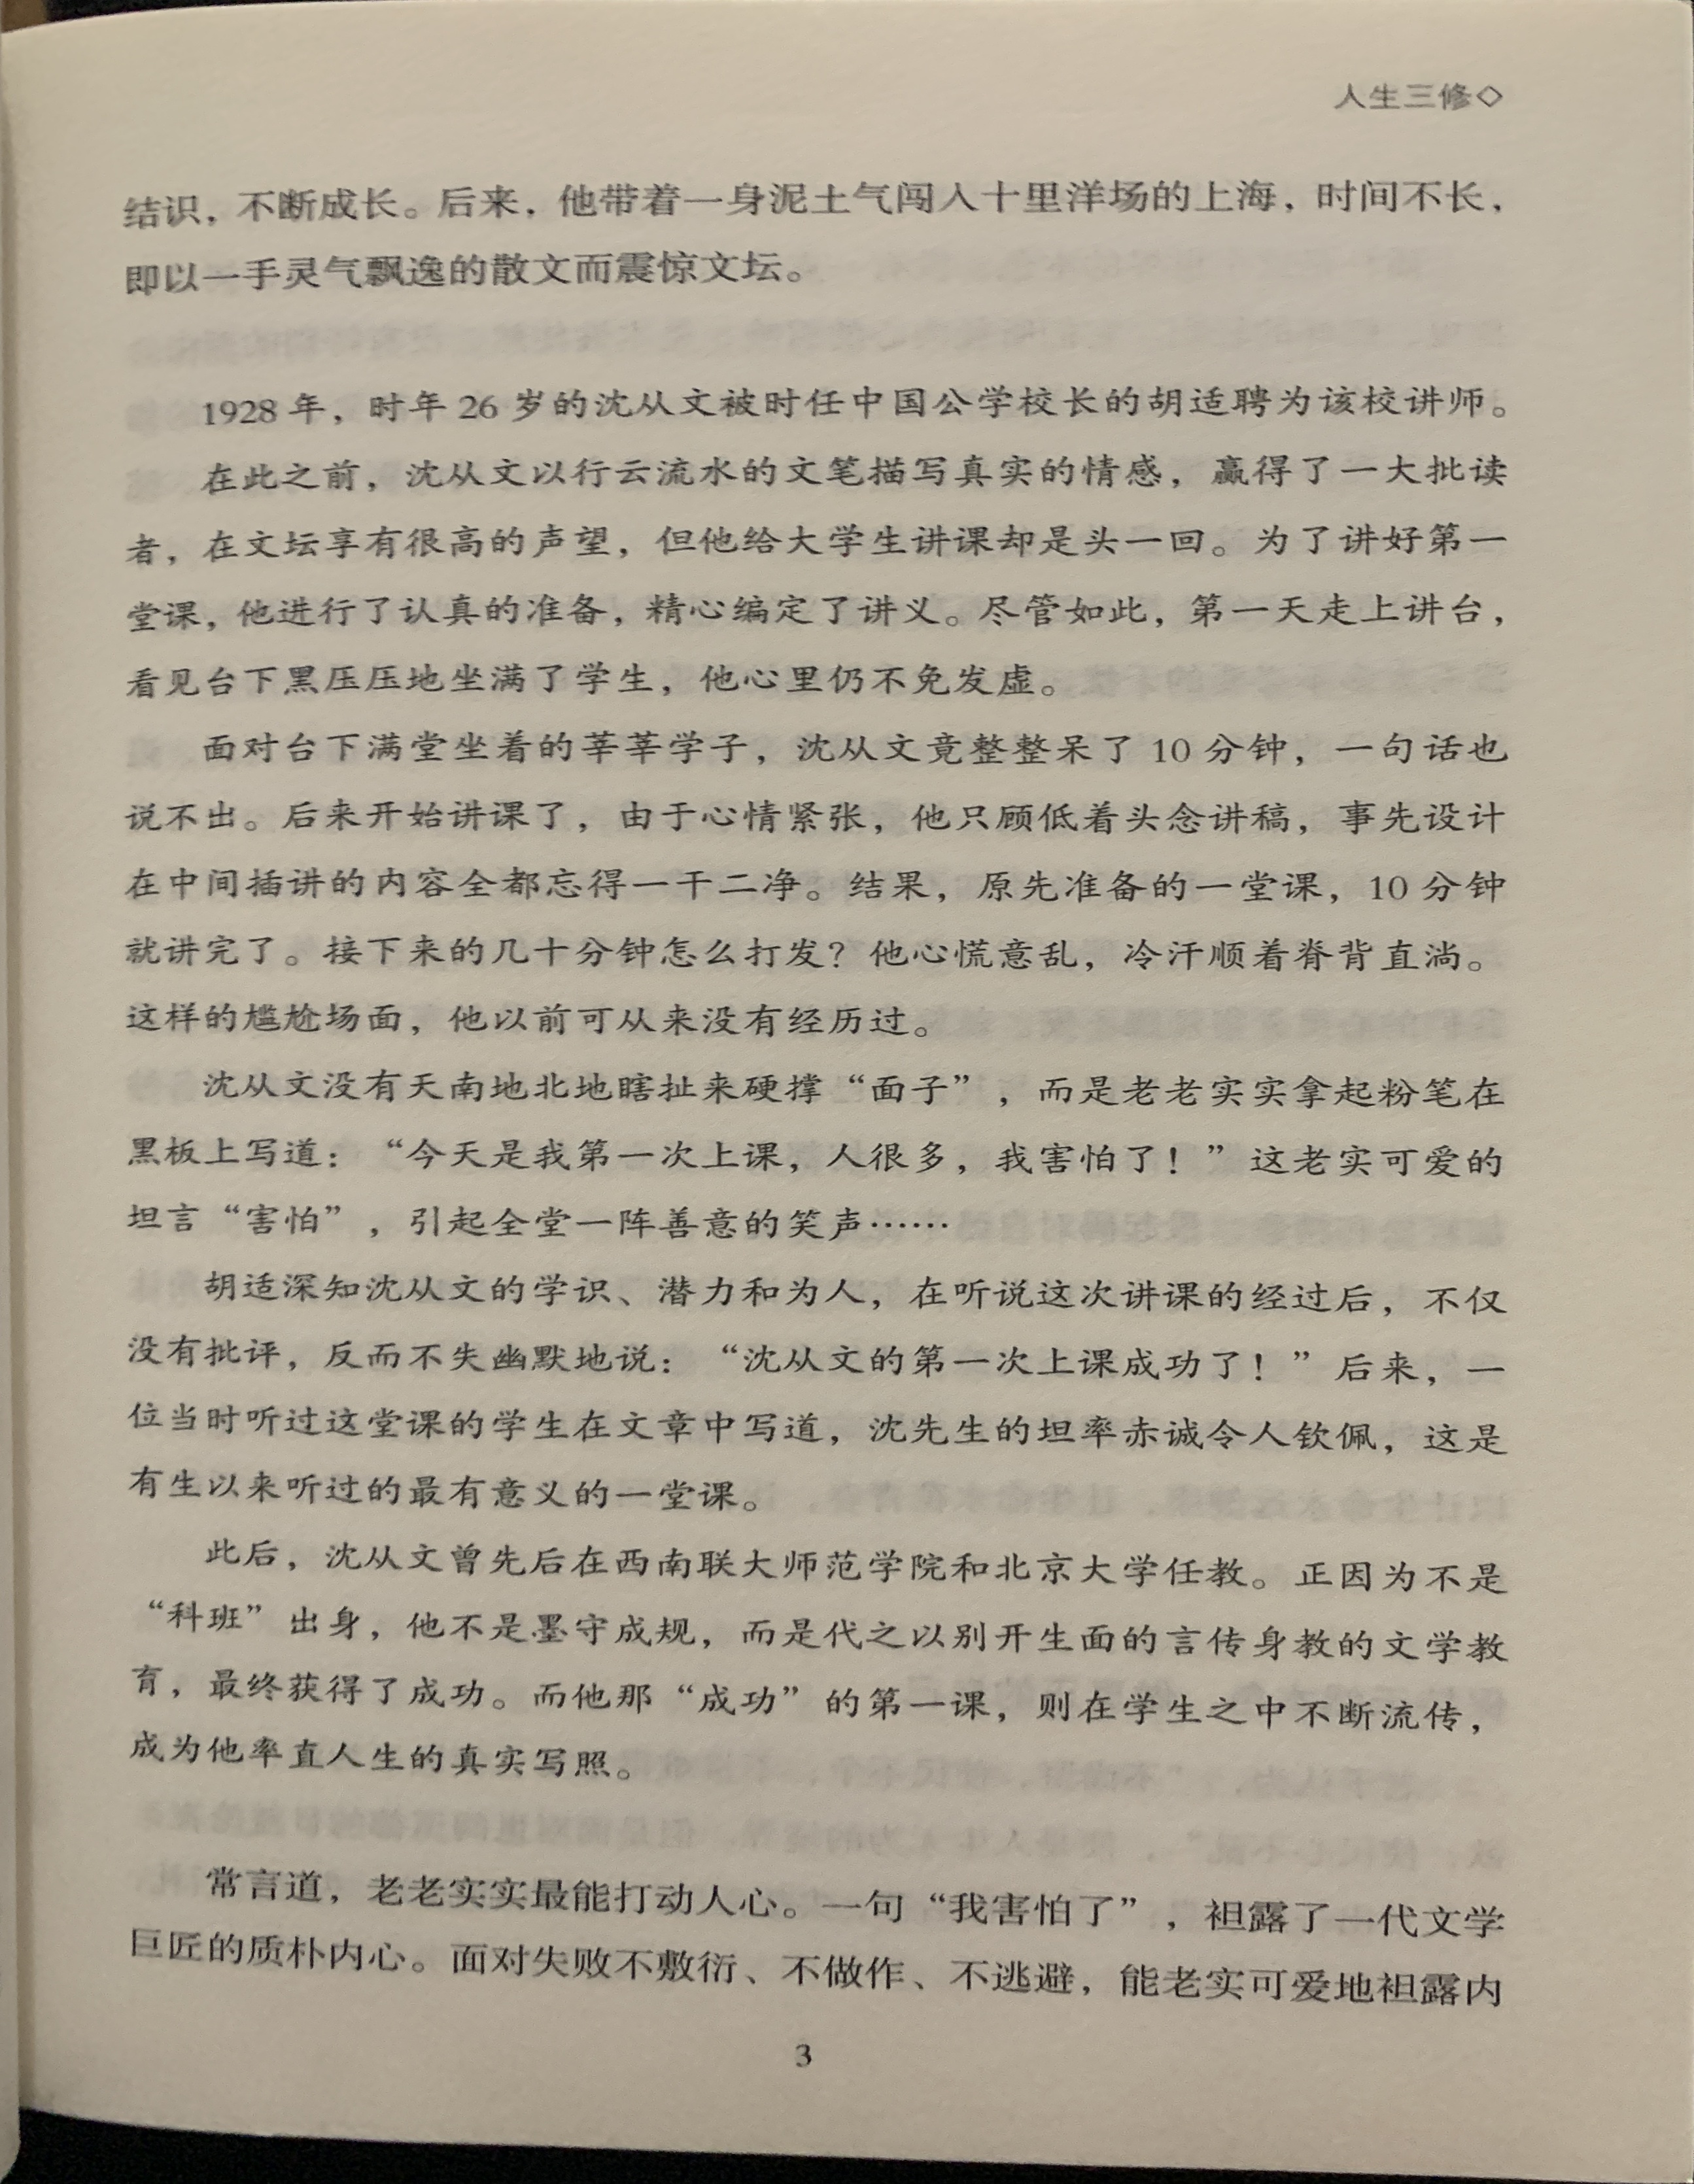 人生三修◇
结识，不断成长。后来，他带着一身泥土气闯入十里洋场的上海，时间不长，
即以一手灵气飘逸的散文而震惊文坛。
1928 年，时年 26 岁的沈从文被时任中国公学校长的胡适聘为该校讲师。
在此之前，沈从文以行云流水的文笔描写真实的情感，赢得了一大批读
者，在文坛享有很高的声望，但他给大学生讲课却是头一回。为了讲好第一
堂课，他进行了认真的准备，精心编定了讲义。尽管如此，第一天走上讲台，
看见台下黑压压地坐满了学生，他心里仍不免发虚。
面对台下满堂坐着的莘莘学子，沈从文竟整整呆了 10 分钟，一句话也
说不出。后来开始讲课了，由于心情紧张，他只顾低着头念讲稿，事先设计
在中间插讲的内容全都忘得一干二净。结果，原先准备的一堂课，10 分钟
就讲完了。接下来的几十分钟怎么打发？他心慌意乱，冷汗顺着脊背直淌。
这样的尴尬场面，他以前可从来没有经历过。
沈从文没有天南地北地瞎扯来硬撑“面子”，而是老老实实拿起粉笔在
黑板上写道：“今天是我第一次上课，人很多，我害怕了！”这老实可爱的
坦言“害怕”，引起全堂一阵善意的笑声……
胡适深知沈从文的学识、潜力和为人，在听说这次讲课的经过后，不仅
没有批评，反而不失幽默地说：“沈从文的第一次上课成功了！”后来，一
位当时听过这堂课的学生在文章中写道，沈先生的坦率赤诚令人钦佩，这是
有生以来听过的最有意义的一堂课。
此后，沈从文曾先后在西南联大师范学院和北京大学任教。正因为不是
“科班”出身，他不是墨守成规，而是代之以别开生面的言传身教的文学教
育，最终获得了成功。而他那“成功”的第一课，则在学生之中不断流传，
成为他率直人生的真实写照。
常言道，老老实实最能打动人心。一句“我害怕了”，袒露了一代文学
巨匠的质朴内心。面对失败不敷衍、不做作、不逃避，能老实可爱地袒露内
3